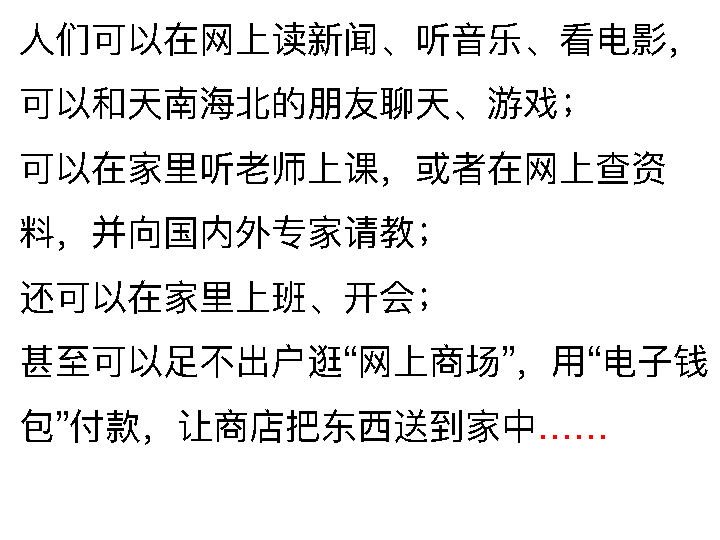 人们可以在网上读新闻、听音乐、看电影，
可以和天南海北的朋友聊天、游戏；
可以在家里听老师上课，或者在网上查资
料，并向国内外专家请教；
还可以在家里上班、开会；
甚至可以足不出户逛“网上商场”，用“电子钱
包”付款，让商店把东西送到家中……